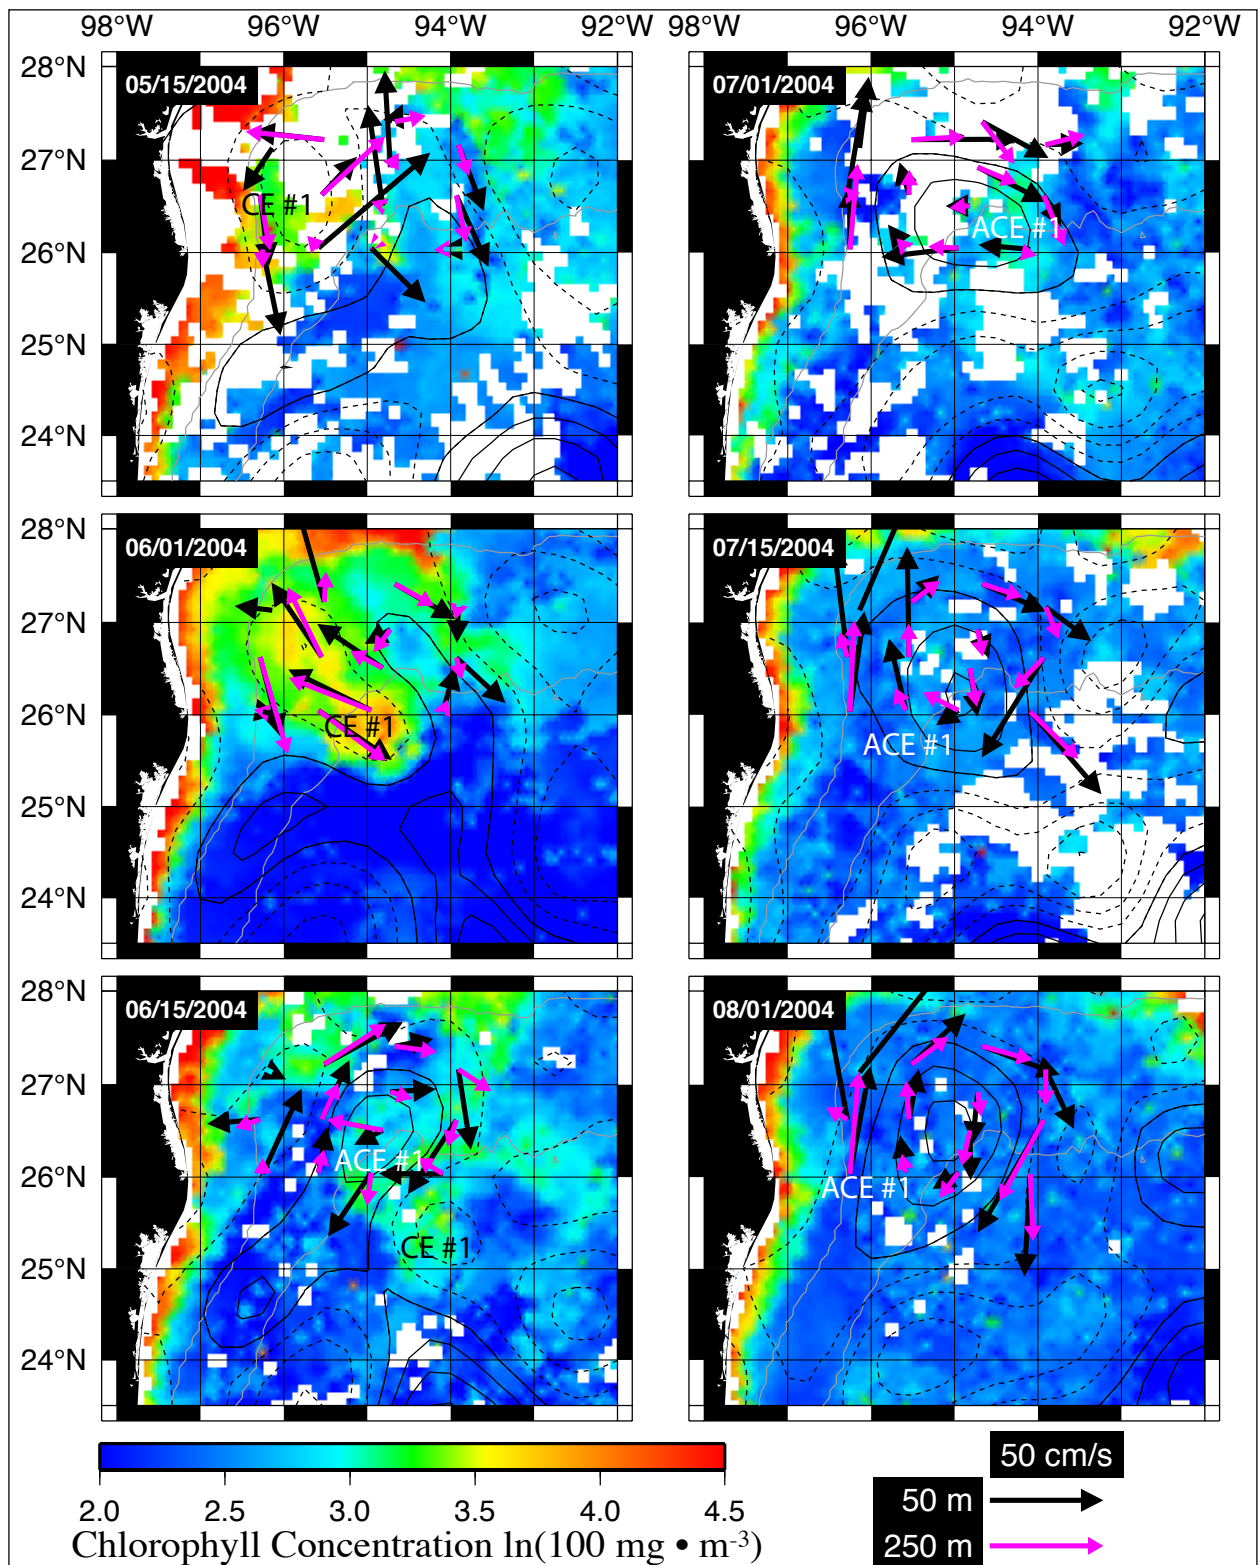 98°W 96°W 94°W 92°W 98°W 96°W 94°W 92°W
28°N
27°N
26°N
25°N
24°N
05/15/2004
CE #1
07/01/2004
ACE #1
28°N
27°N
26°N
25°N
24°N
06/01/2004
CE #1
07/15/2004
ACE #1
28°N
27°N
26°N
25°N
24°N
06/15/2004
ACE #1
CE #1
08/01/2004
ACE #1
2.0 2.5 3.0 3.5 4.0 4.5
Chlorophyll Concentration ln(100 mg • m⁻³)
50 cm/s
50 m
250 m